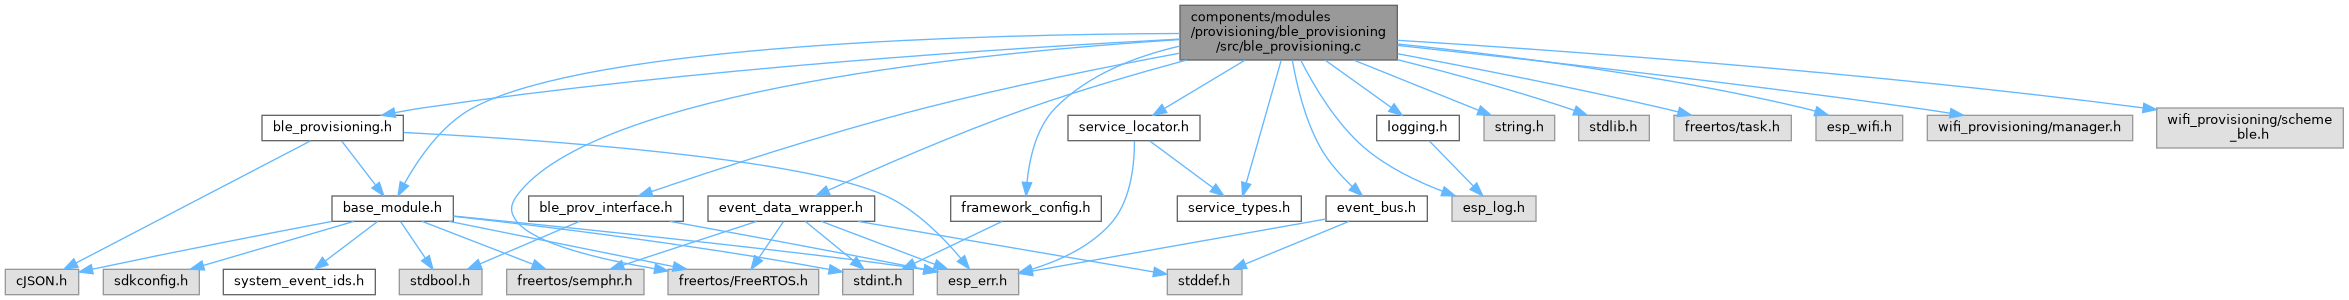 components/modules
/provisioning/ble_provisioning
/src/ble_provisioning.c
ble_provisioning.h
service_locator.h
logging.h
string.h
stdlib.h
freertos/task.h
esp_wifi.h
wifi_provisioning/manager.h
wifi_provisioning/scheme
_ble.h
base_module.h
ble_prov_interface.h
event_data_wrapper.h
framework_config.h
service_types.h
event_bus.h
esp_log.h
cJSON.h
sdkconfig.h
system_event_ids.h
stdbool.h
freertos/semphr.h
freertos/FreeRTOS.h
stdint.h
esp_err.h
stddef.h